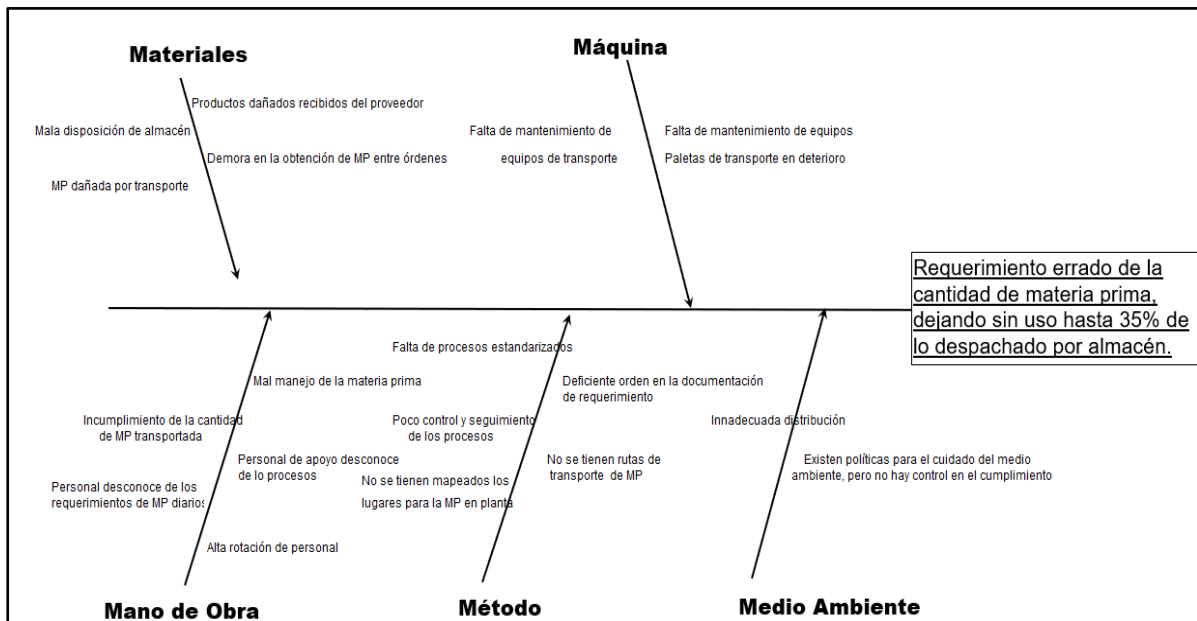 Materiales
Máquina
Productos dañados recibidos del proveedor
Mala disposición de almacén
Demora en la obtención de MP entre órdenes
MP dañada por transporte
Falta de mantenimiento de
equipos de transporte
Falta de mantenimiento de equipos
Paletas de transporte en deterioro
Requerimiento errado de la
cantidad de materia prima,
dejando sin uso hasta 35% de
lo despachado por almacén.
Mal manejo de la materia prima
Incumplimiento de la cantidad
de MP transportada
Personal de apoyo desconoce
de lo procesos
Personal desconoce de los
requerimientos de MP diarios
Alta rotación de personal
Falta de procesos estandarizados
Deficiente orden en la documentación
de requerimiento
Poco control y seguimiento
de los procesos
No se tienen rutas de
transporte de MP
No se tienen mapeados los
lugares para la MP en planta
Innadecuada distribución
Existen políticas para el cuidado del medio
ambiente, pero no hay control en el cumplimiento
Mano de Obra
Método
Medio Ambiente